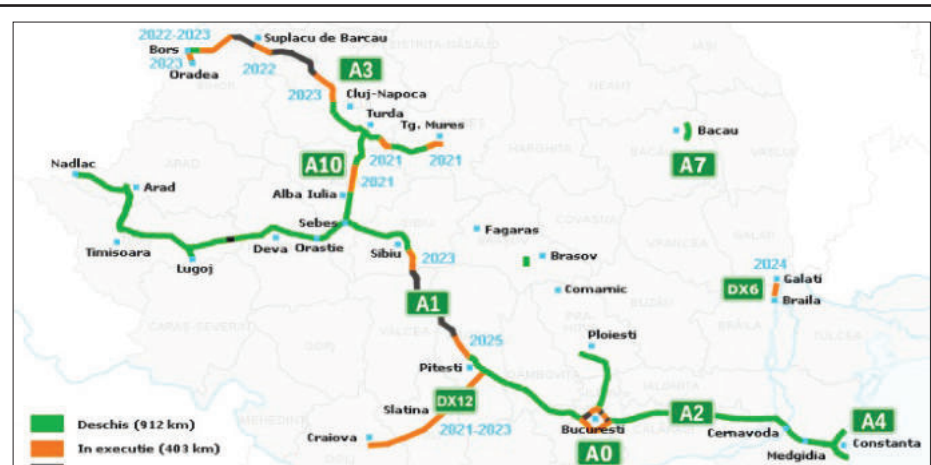 2022-2023
Suplacu de Barcau
Bors
2023
Oradea
2022
A3
2023
Cluj-Napoca
Turda
Tg. Mures
Bacau
A7
Nadlac
Arad
A10
2021
2021
2021
Alba Iulia
Sebes
Timisoara
Lugoj
Deva
Orastie
Sibiu
2023
Fagaras
Brasov
Comarnic
2024
Galati
DX6
Braila
A1
2025
Pitesti
Ploiesti
Slatina
DX12
2021-2023
Craiova
Bucuresti
A0
A2
Cernavoda
Medgidia
A4
Constanta
Deschis (912 km)
In executie (403 km)